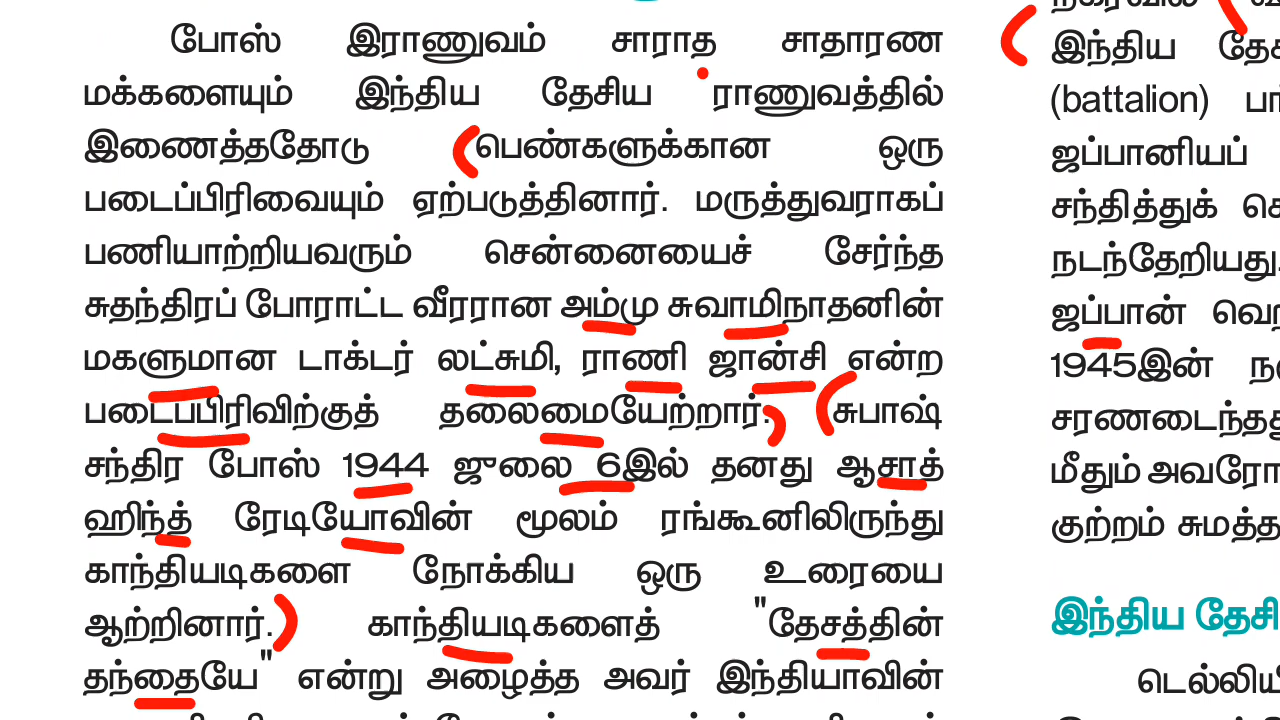 போஸ் இராணுவம் சாராத சாதாரண
மக்களையும் இந்திய தேசிய ராணுவத்தில்
இணைத்ததோடு பெண்களுக்கான ஒரு
படைப்பிரிவையும் ஏற்படுத்தினார். மருத்துவராகப்
பணியாற்றியவரும் சென்னையைச் சேர்ந்த
சுதந்திரப் போராட்ட வீரரான அம்மு சுவாமிநாதனின்
மகளுமான டாக்டர் லட்சுமி, ராணி ஜான்சி என்ற
படைப்பிரிவிற்குத் தலைமையேற்றார். சுபாஷ்
சந்திர போஸ் 1944 ஜுலை 6இல் தனது ஆசாத்
ஹிந்த் ரேடியோவின் மூலம் ரங்கூனிலிருந்து
காந்தியடிகளை நோக்கிய ஒரு உரையை
ஆற்றினார். காந்தியடிகளைத் "தேசத்தின்
தந்தையே" என்று அழைத்த அவர் இந்தியாவின்
இந்திய
(battalion)
ஜப்பானியப்
சந்தித்துக்
நடந்தேறியது.
ஜப்பான்
1945இன்
சரணடைந்தது
மீதும் அவரோ
குற்றம் சுமத்த
இந்திய தேசி
டெல்லியி